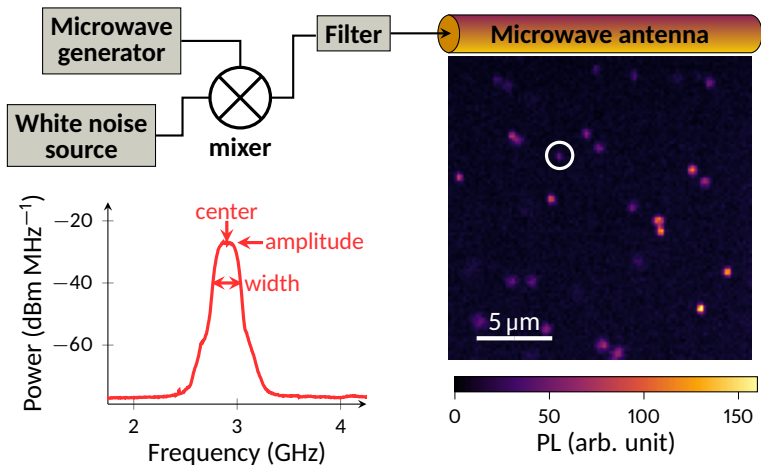 Microwave
generator
White noise
source
mixer
Filter
Microwave antenna
5 μm
0 50 100 150
PL (arb. unit)
Power (dBm MHz⁻¹)
−20
−40
−60
center
amplitude
width
2 3 4
Frequency (GHz)